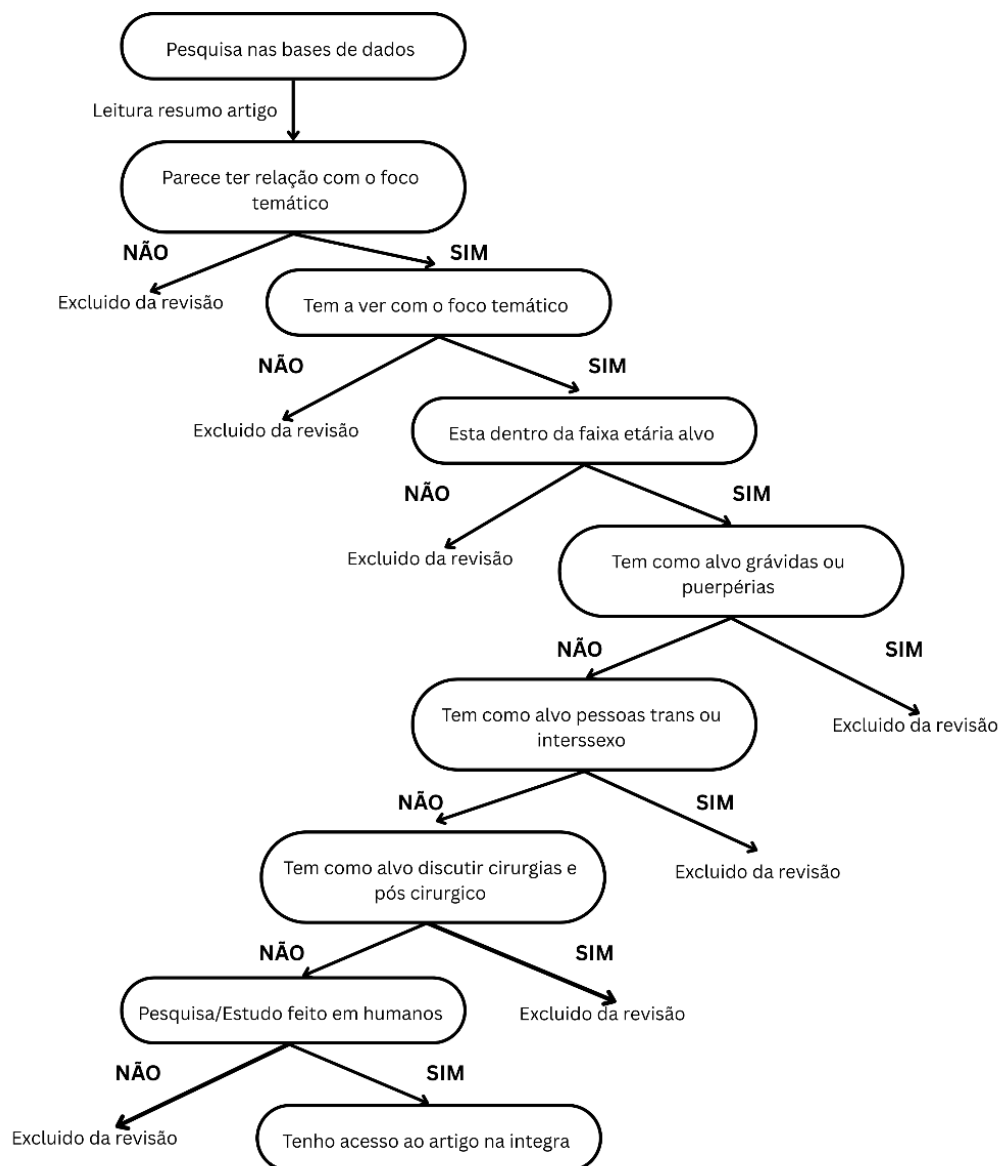 Pesquisa nas bases de dados
Leitura resumo artigo
Parece ter relação com o foco
temático
NÃO
SIM
Excluido da revisão
Tem a ver com o foco temático
NÃO
SIM
Excluido da revisão
Esta dentro da faixa etária alvo
NÃO
SIM
Excluido da revisão
Tem como alvo grávidas ou
puerpérias
NÃO
SIM
Tem como alvo pessoas trans ou
interssexo
Excluido da revisão
NÃO
SIM
Tem como alvo discutir cirurgias e
pós cirurgico
Excluido da revisão
NÃO
SIM
Pesquisa/Estudo feito em humanos
Excluido da revisão
NÃO
SIM
Excluido da revisão
Tenho acesso ao artigo na integra